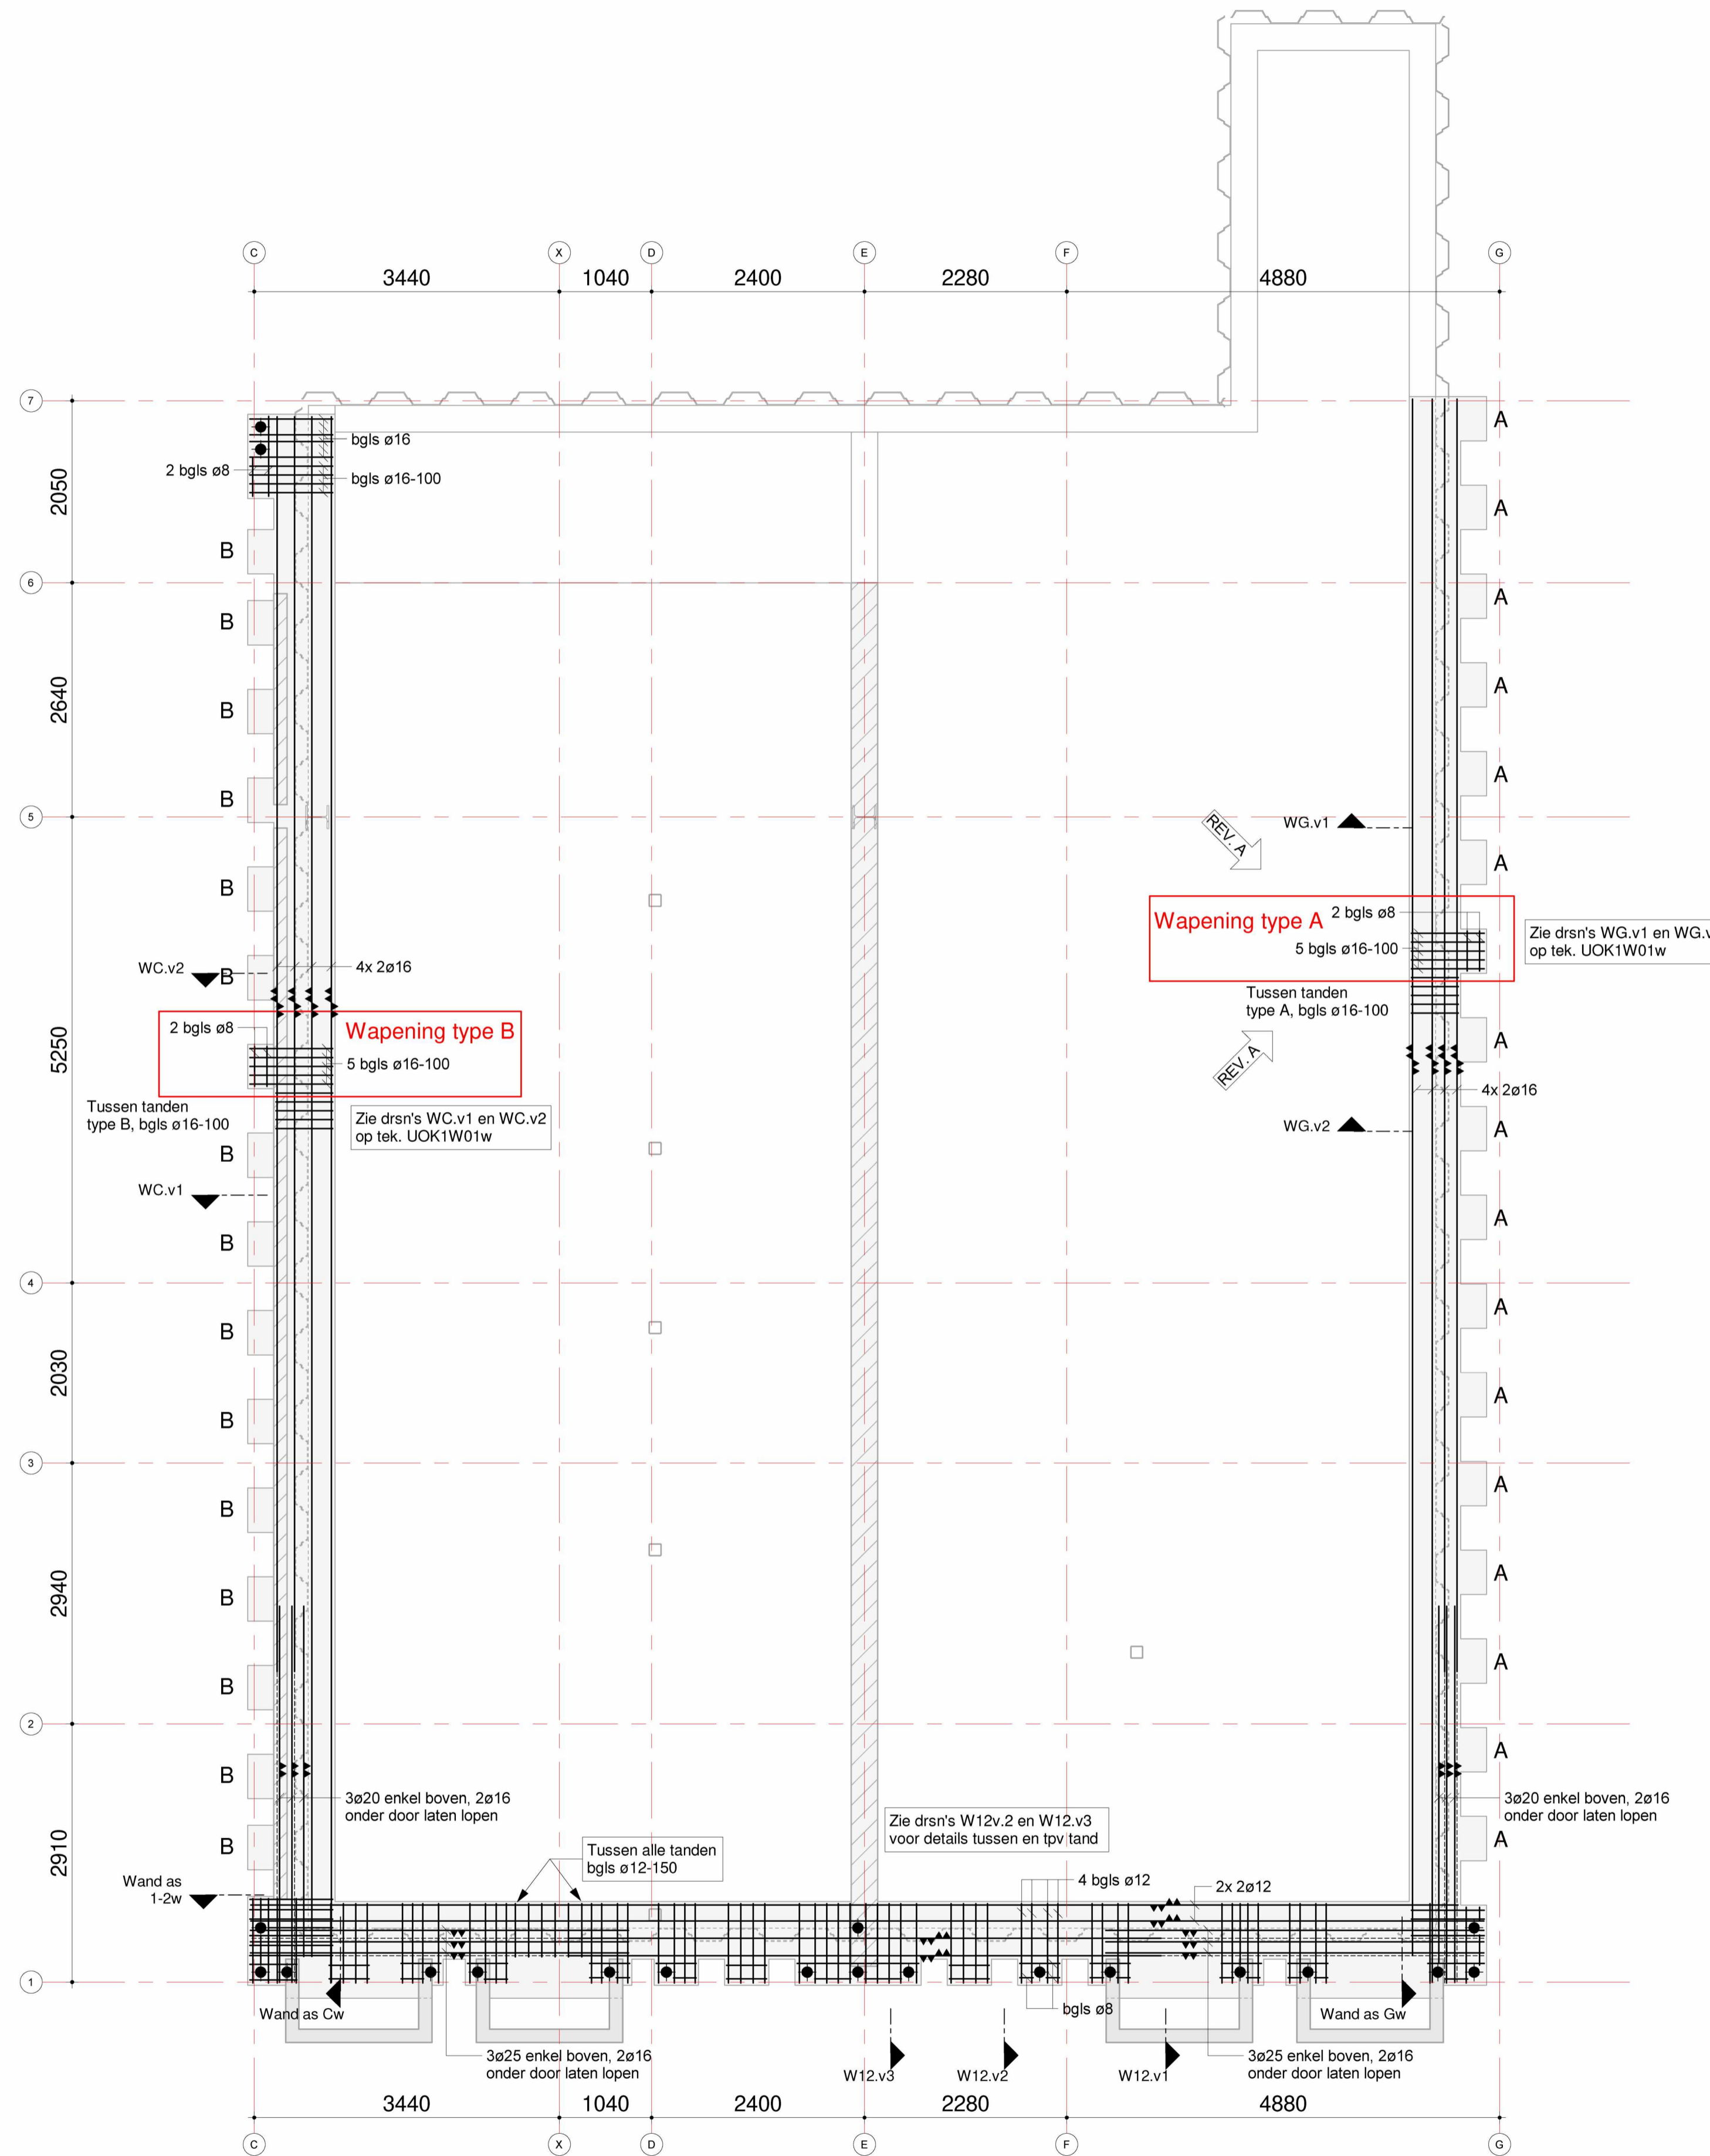 C X D E F G
3440 1040 2400 2280 4880
7
A
bgls ø16
2 bgls ø8
bgls ø16-100
2050
A
B
6
A
B
A
2640
B
A
B
5
WG.v1
REV. A
A
B
Wapening type A
2 bgls ø8
5 bgls ø16-100
Zie drsn's WG.v1 en WG.v
op tek. UOK1W01w
4x 2ø16
WC.v2
B
Tussen tanden
type A, bgls ø16-100
2 bgls ø8
Wapening type B
5 bgls ø16-100
5250
A
REV. A
4x 2ø16
Tussen tanden
type B, bgls ø16-100
Zie drsn's WC.v1 en WC.v2
op tek. UOK1W01w
WG.v2
A
B
WC.v1
A
B
4
A
B
2030
A
B
3
A
B
2940
A
B
A
B
2
A
B
3ø20 enkel boven, 2ø16
onder door laten lopen
3ø20 enkel boven, 2ø16
onder door laten lopen
Zie drsn's W12v.2 en W12.v3
voor details tussen en tpv tand
A
B
2910
Tussen alle tanden
bgls ø12-150
Wand as
1-2w
4 bgls ø12
2x 2ø12
1
Wand as Cw
bgls ø8
Wand as Gw
3ø25 enkel boven, 2ø16
onder door laten lopen
3ø25 enkel boven, 2ø16
onder door laten lopen
W12.v3 W12.v2 W12.v1
3440 1040 2400 2280 4880
C X D E F G